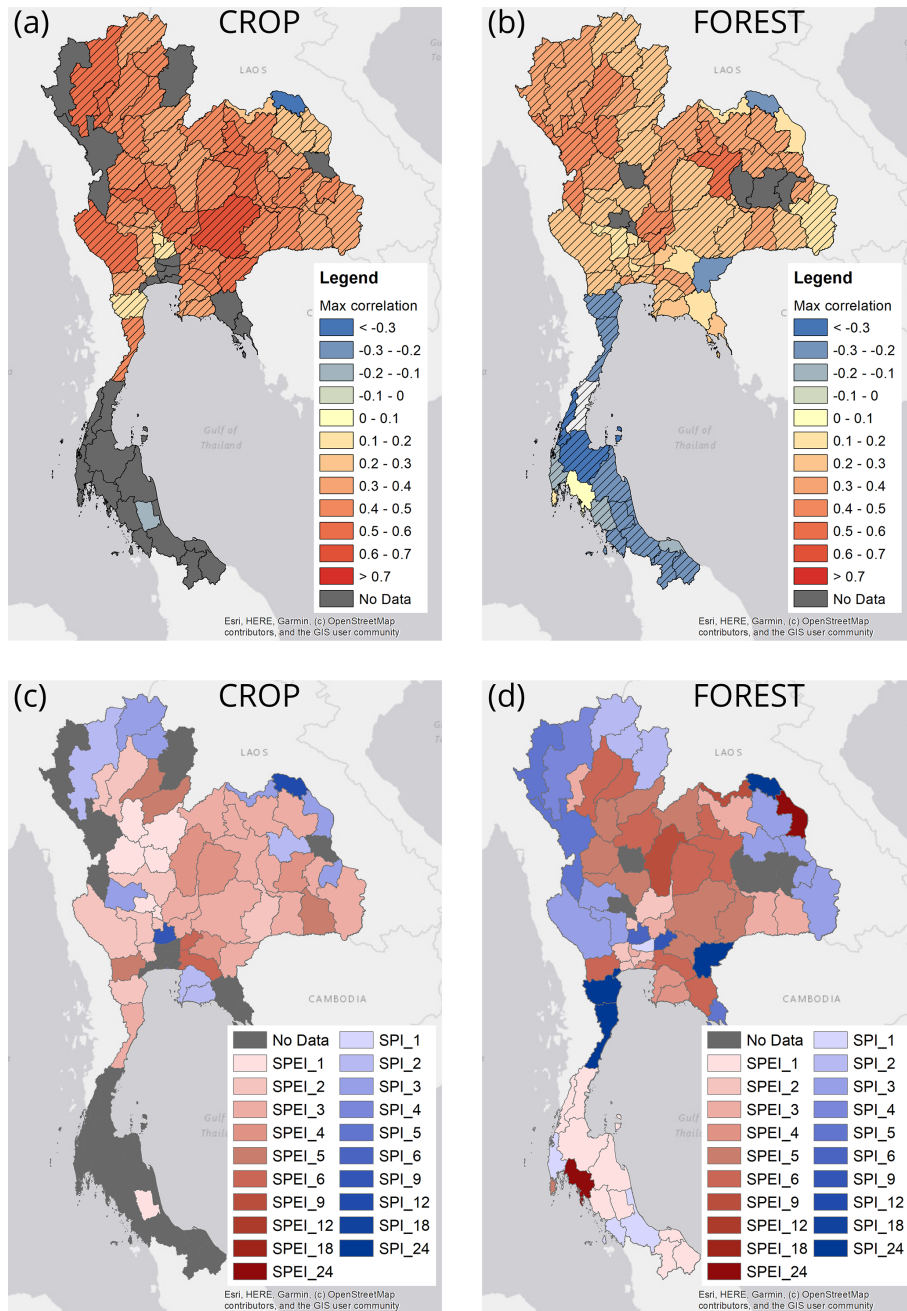 (a) CROP
LAOS
Gulf of
Thailand
Legend
Max correlation
< -0.3
-0.3 - -0.2
-0.2 - -0.1
-0.1 - 0
0 - 0.1
0.1 - 0.2
0.2 - 0.3
0.3 - 0.4
0.4 - 0.5
0.5 - 0.6
0.6 - 0.7
> 0.7
No Data
Esri, HERE, Garmin, (c) OpenStreetMap
contributors, and the GIS user community
(b) FOREST
LAOS
Gulf of
Thailand
Legend
Max correlation
< -0.3
-0.3 - -0.2
-0.2 - -0.1
-0.1 - 0
0 - 0.1
0.1 - 0.2
0.2 - 0.3
0.3 - 0.4
0.4 - 0.5
0.5 - 0.6
0.6 - 0.7
> 0.7
No Data
Esri, HERE, Garmin, (c) OpenStreetMap
contributors, and the GIS user community
(c) CROP
LAOS
CAMBODIA
Gulf
Thail
No Data SPI_1
SPEI_1 SPI_2
SPEI_2 SPI_3
SPEI_3 SPI_4
SPEI_4 SPI_5
SPEI_5 SPI_6
SPEI_6 SPI_9
SPEI_9 SPI_12
SPEI_12 SPI_18
SPEI_18 SPI_24
SPEI_24
Esri, HERE, Garmin, (c) OpenStreetMap
contributors, and the GIS user community
(d) FOREST
LAOS
CAMBODIA
Gulf
Thaila
No Data SPI_1
SPEI_1 SPI_2
SPEI_2 SPI_3
SPEI_3 SPI_4
SPEI_4 SPI_5
SPEI_5 SPI_6
SPEI_6 SPI_9
SPEI_9 SPI_12
SPEI_12 SPI_18
SPEI_18 SPI_24
SPEI_24
Esri, HERE, Garmin, (c) OpenStreetMap
contributors, and the GIS user community